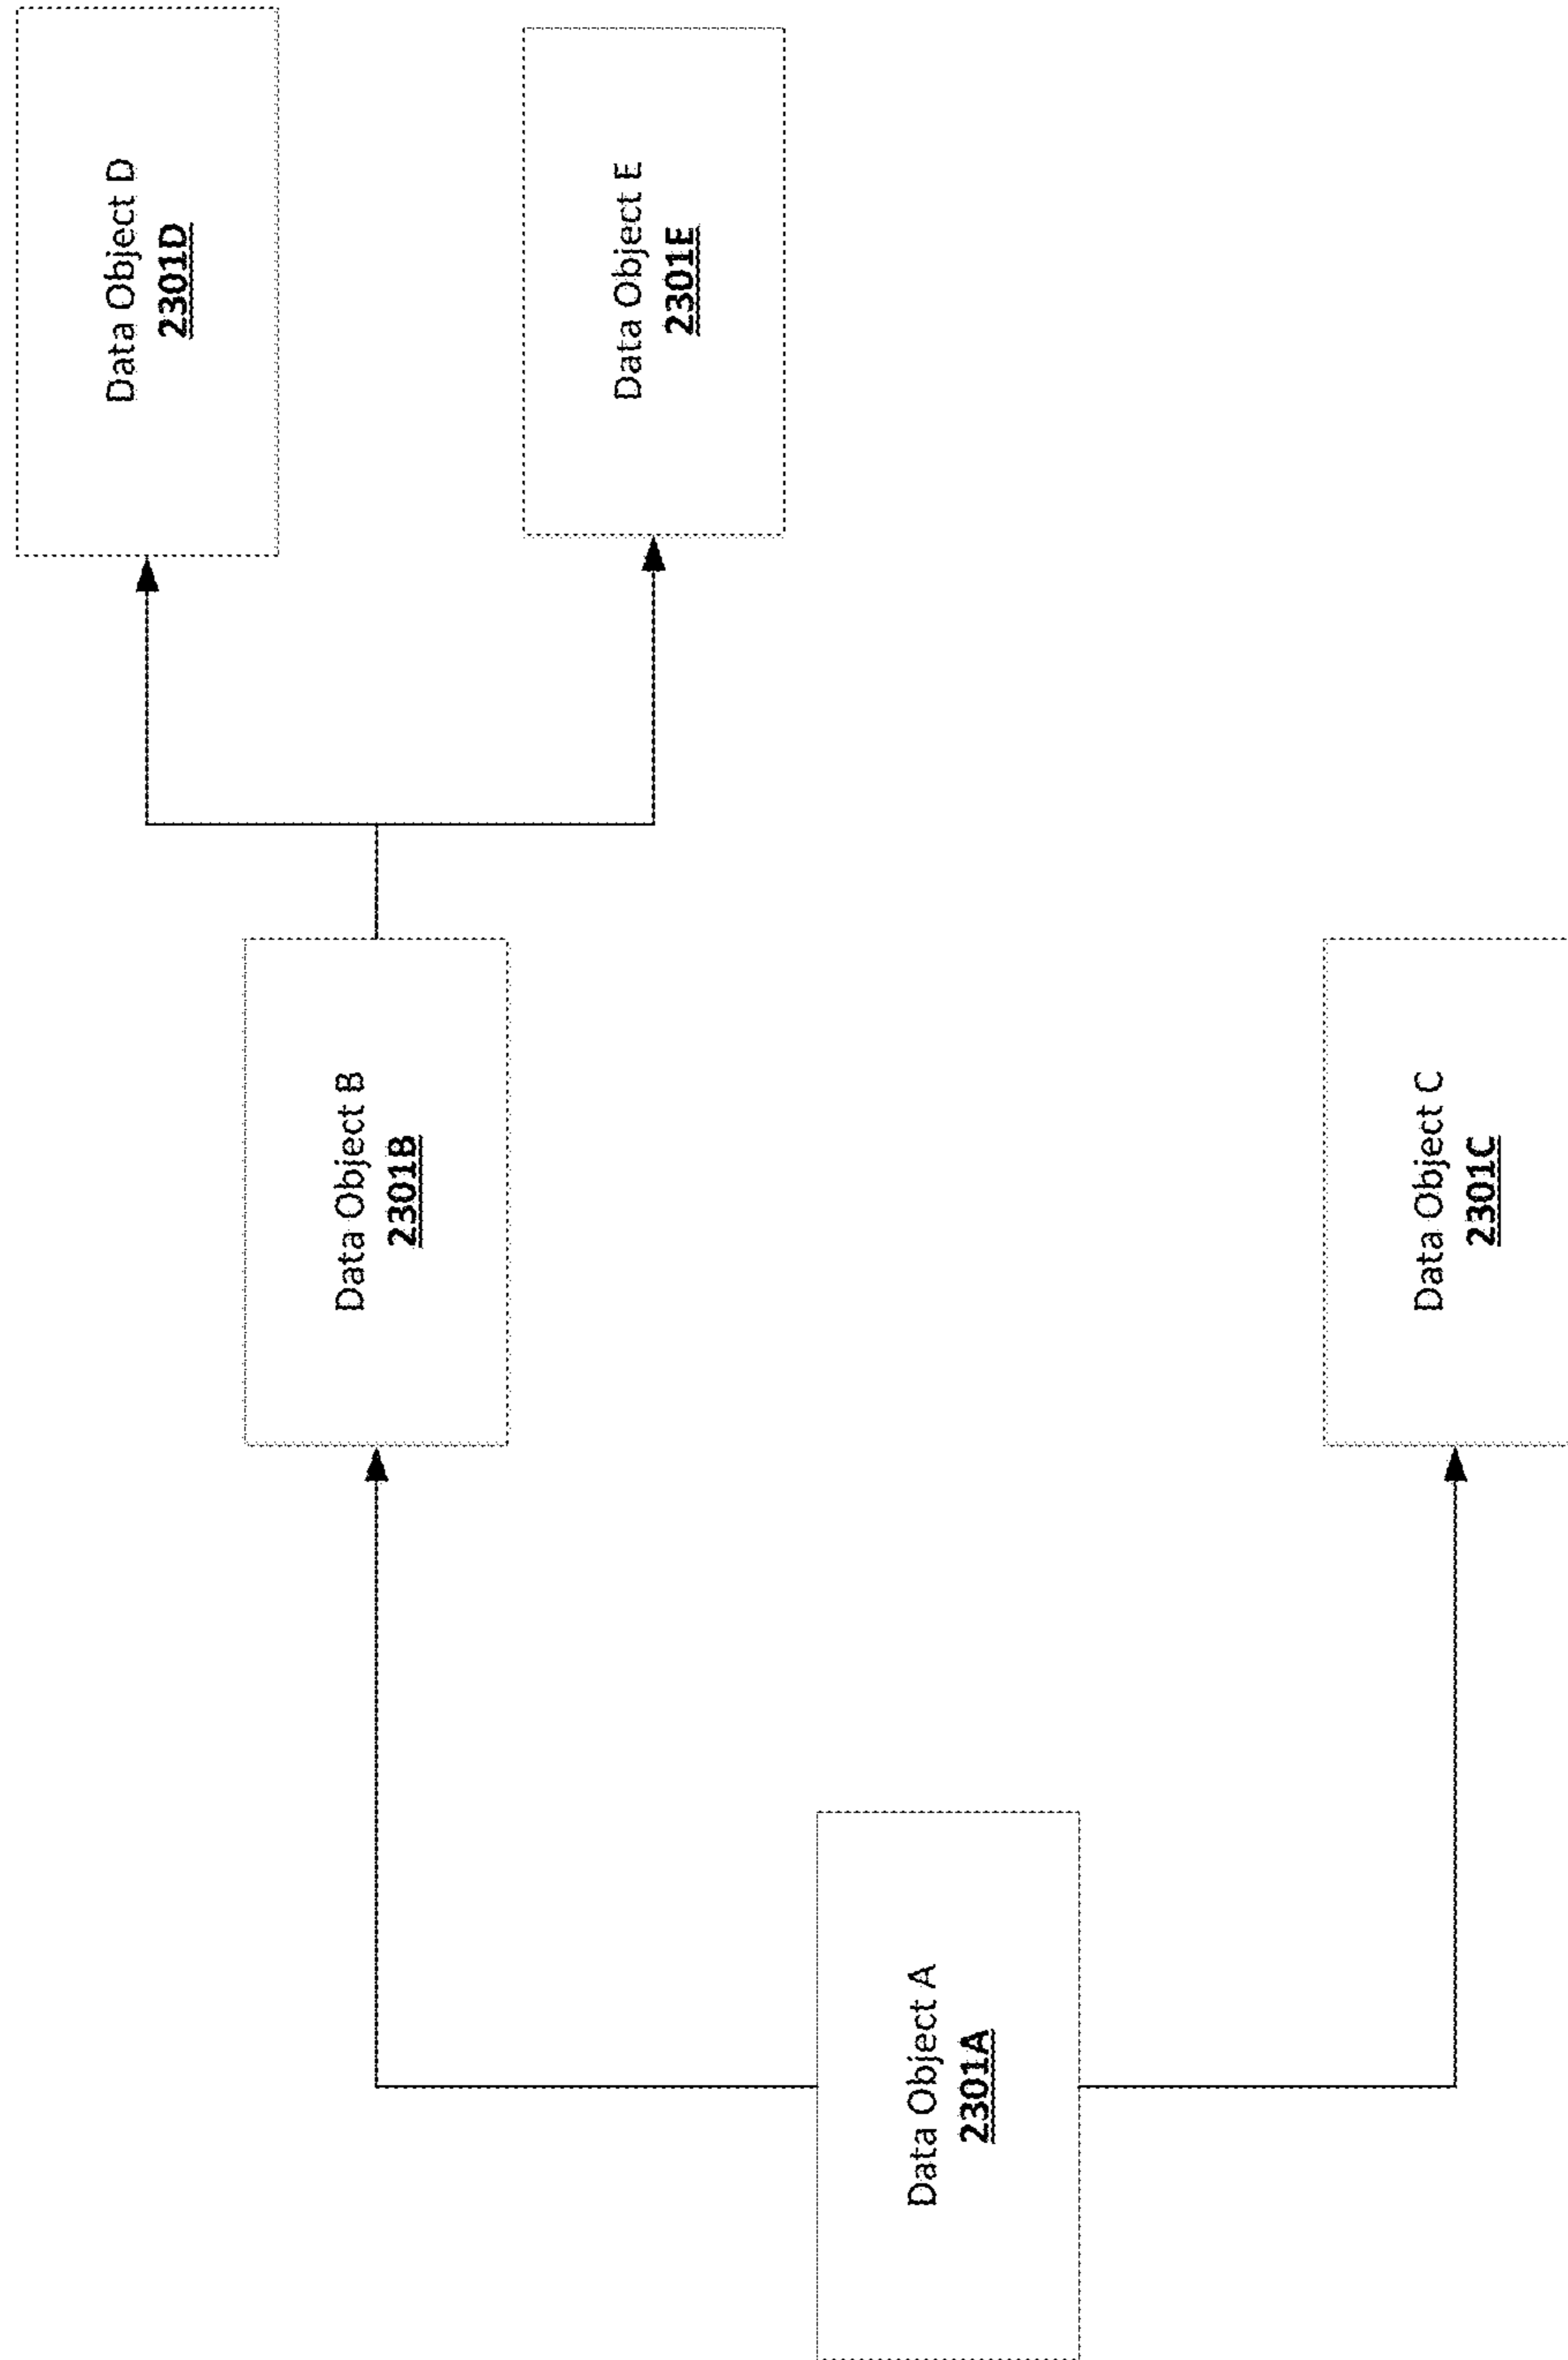 Data Object D
2301D
Data Object E
2301E
Data Object B
2301B
Data Object C
2301C
Data Object A
2301A